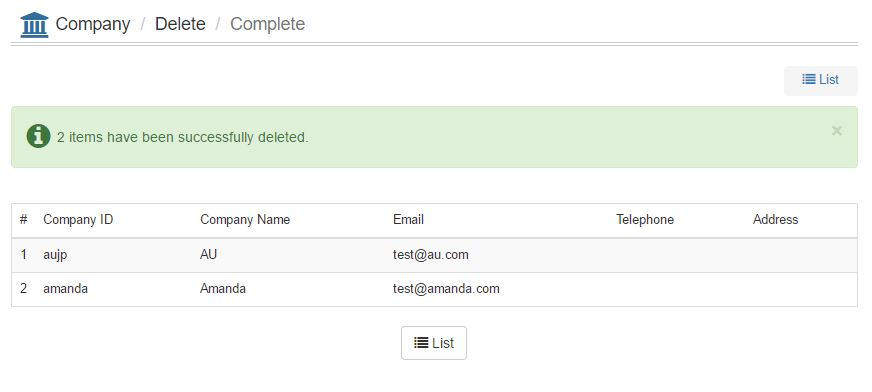 Company / Delete / Complete
List
2 items have been successfully deleted. ×
# Company ID Company Name Email Telephone Address
1 aujp AU test@au.com
2 amanda Amanda test@amanda.com
List